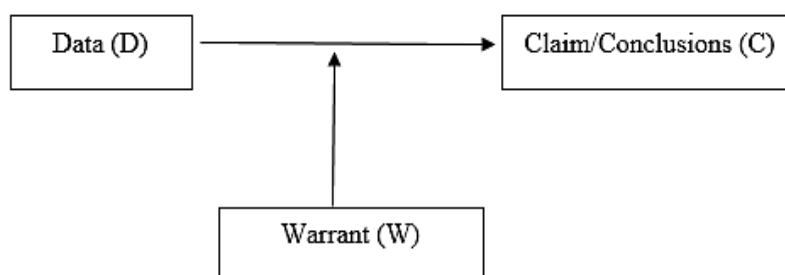 Data (D)
Claim/Conclusions (C)
Warrant (W)